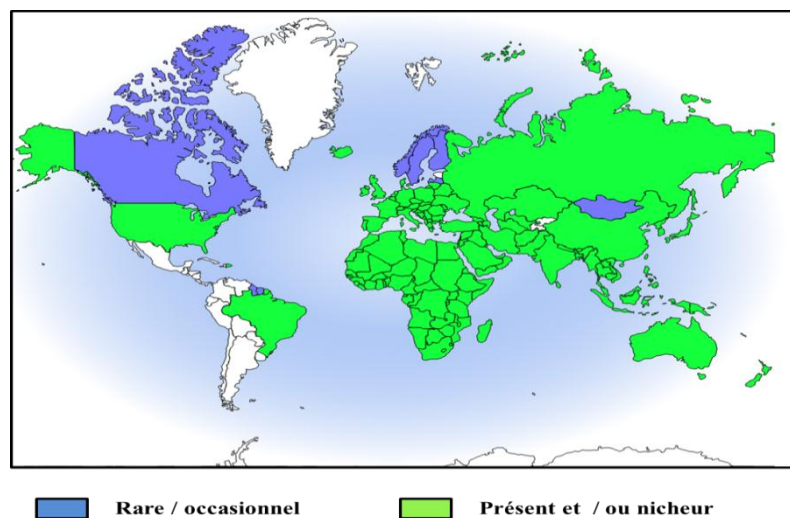 Rare / occasionnel
Présent et / ou nicheur